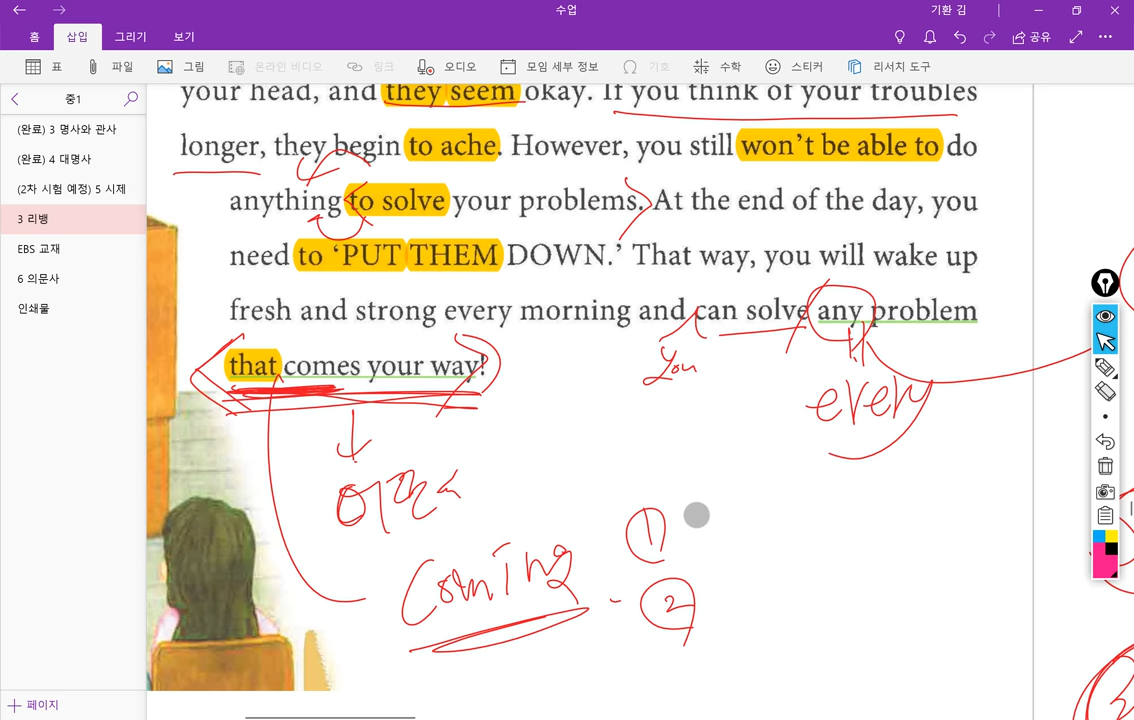 수업
기환 김
홈 삽입 그리기 보기
공유
표 파일 그림 온라인 비디오 링크 오디오 모임 세부 정보 기호 수학 스티커 리서치 도구
중1
(완료) 3 명사와 관사
(완료) 4 대명사
(2차 시험 예정) 5 시제
3 리뱅
EBS 교재
6 의문사
인쇄물
페이지
your head, and they seem okay. If you think of your troubles
longer, they begin to ache. However, you still won't be able to do
anything to solve your problems. At the end of the day, you
need to 'PUT THEM DOWN.' That way, you will wake up
fresh and strong every morning and can solve any problem
that comes your way!
you
every
coming
①
②